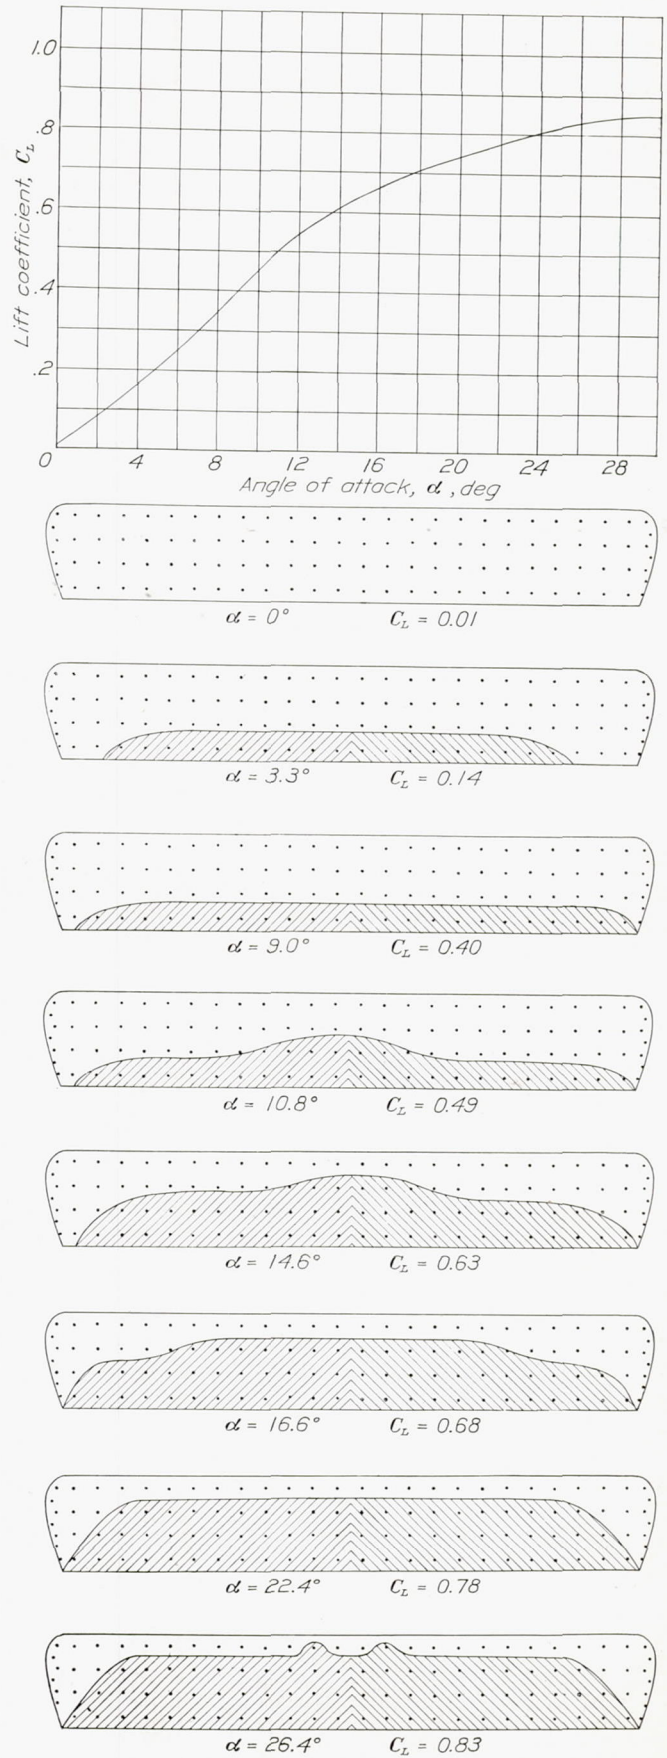 1.0
.8
.6
.4
.2
Lift coefficient, C_L
0 4 8 12 16 20 24 28
Angle of attack, α, deg
α = 0° C_L = 0.01
α = 3.3° C_L = 0.14
α = 9.0° C_L = 0.40
α = 10.8° C_L = 0.49
α = 14.6° C_L = 0.63
α = 16.6° C_L = 0.68
α = 22.4° C_L = 0.78
α = 26.4° C_L = 0.83